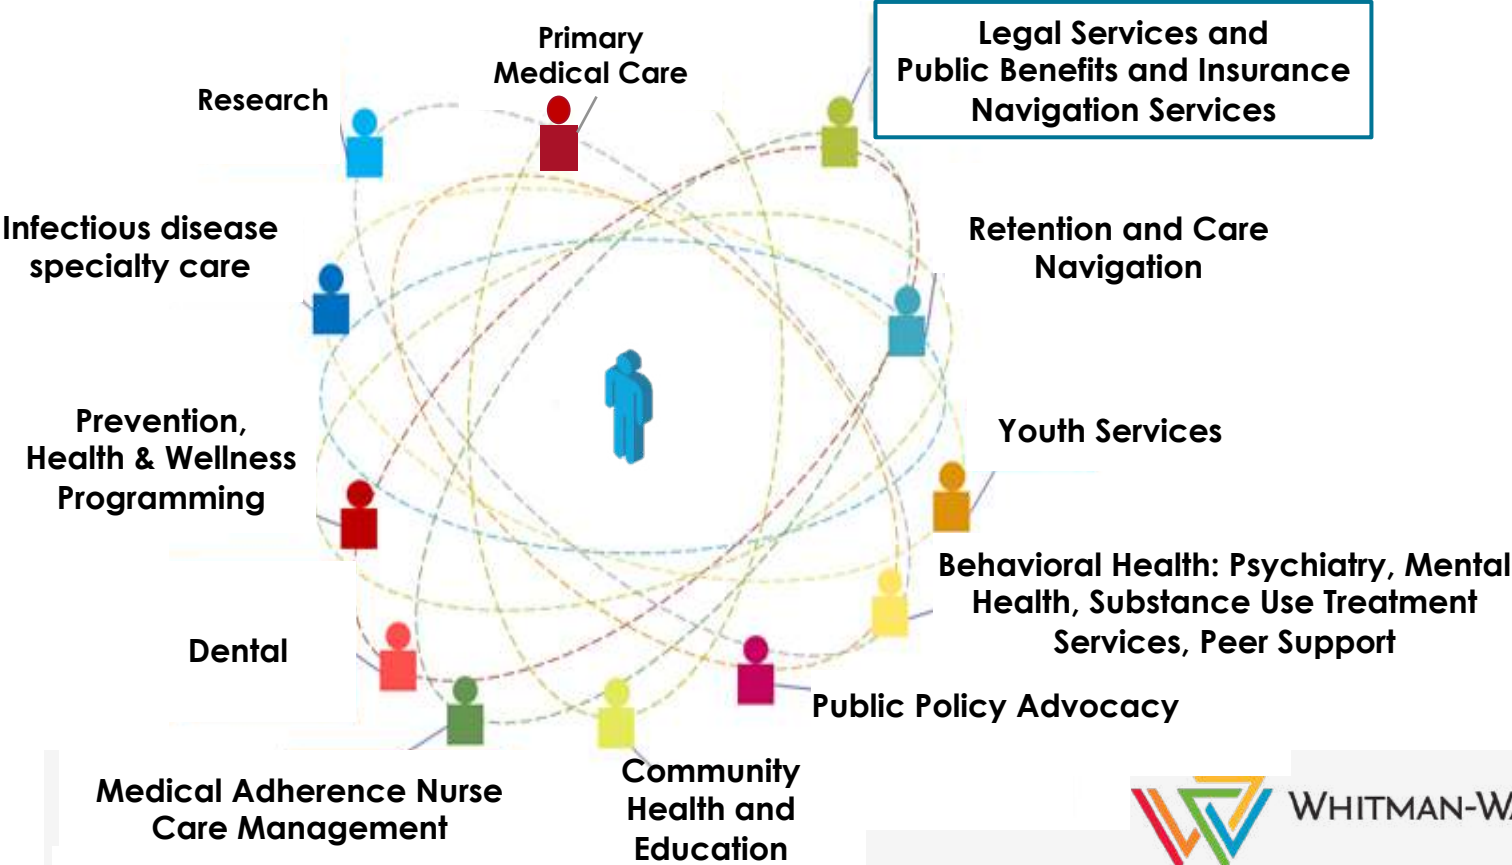 Primary
Medical Care
Legal Services and
Public Benefits and Insurance
Navigation Services
Research
Infectious disease
specialty care
Retention and Care
Navigation
Prevention,
Health & Wellness
Programming
Youth Services
Behavioral Health: Psychiatry, Mental
Health, Substance Use Treatment
Services, Peer Support
Dental
Public Policy Advocacy
Medical Adherence Nurse
Care Management
Community
Health and
Education
WHITMAN-WA